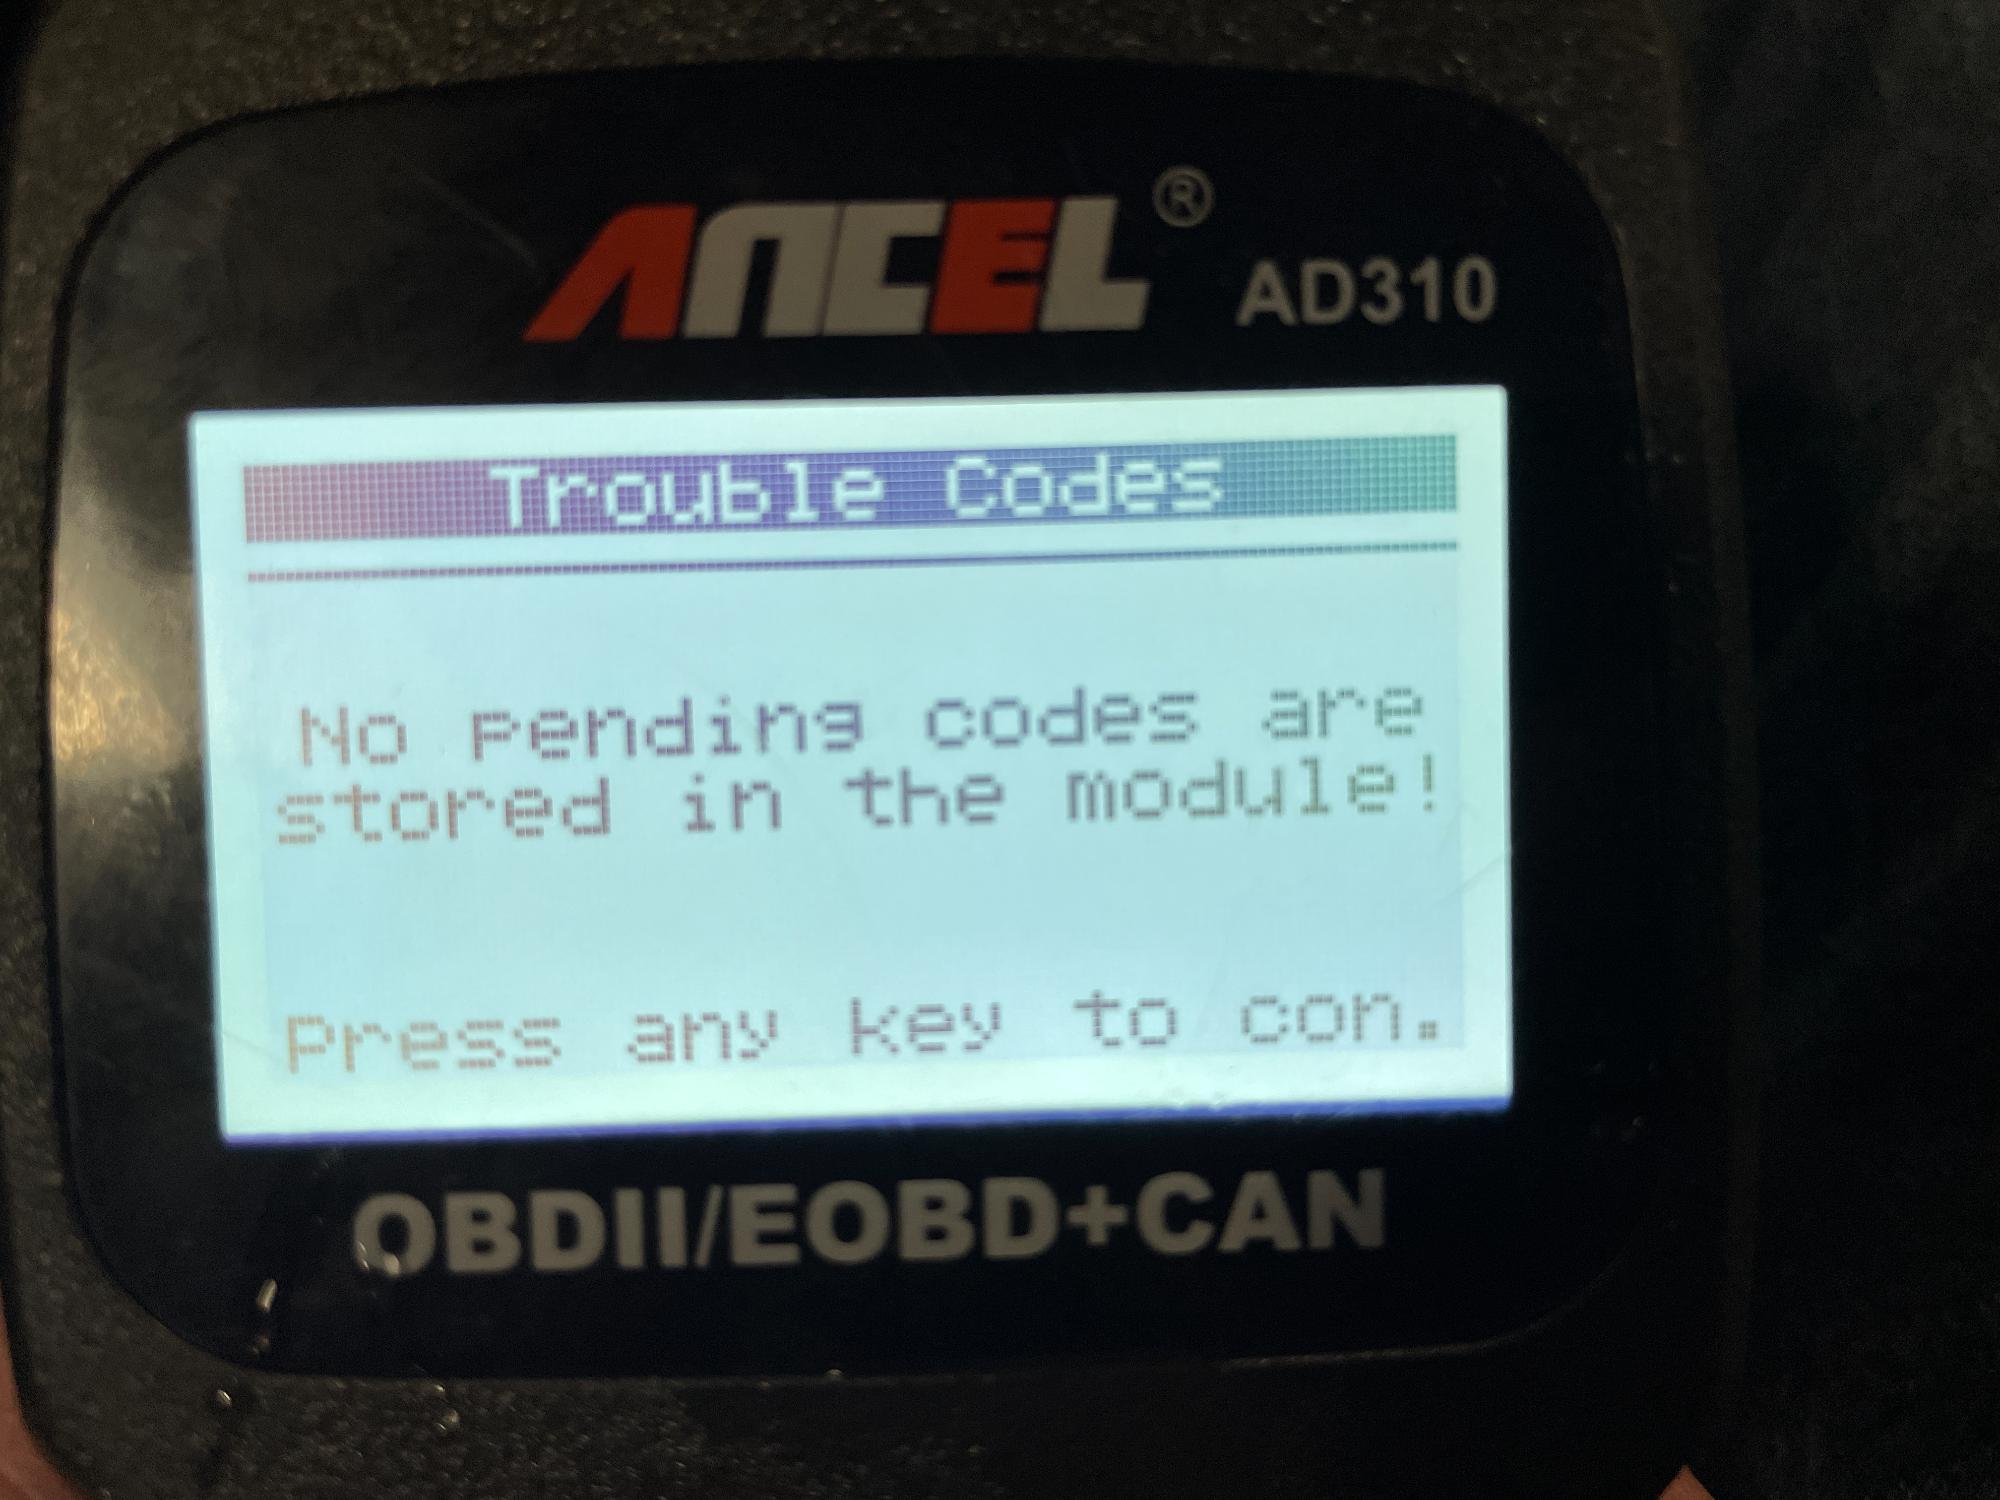 ANCEL®
AD310
Trouble Codes
No pending codes are
stored in the module!
Press any key to con.
OBDII/EOBD+CAN